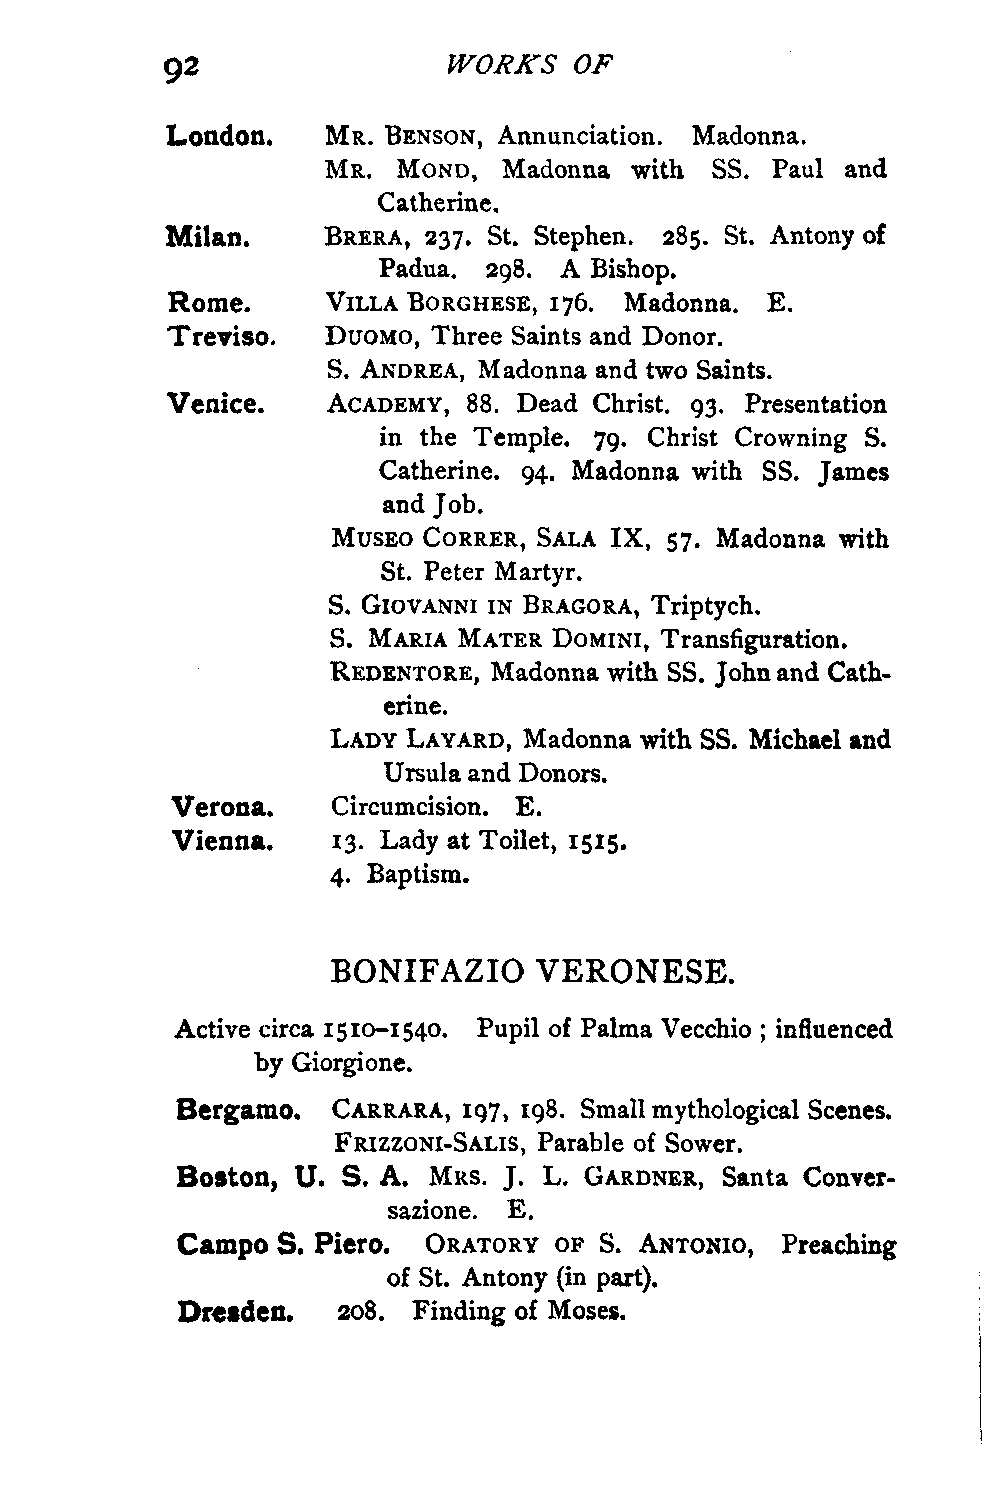 92 WORKS OF
London. MR. BENSON, Annunciation. Madonna.
MR. MOND, Madonna with SS. Paul and
Catherine.
Milan. BRERA, 237. St. Stephen. 285. St. Antony of
Padua. 298. A Bishop.
Rome. VILLA BORGHESE, 176. Madonna. E.
Treviso. DUOMO, Three Saints and Donor.
S. ANDREA, Madonna and two Saints.
Venice. ACADEMY, 88. Dead Christ. 93. Presentation
in the Temple. 79. Christ Crowning S.
Catherine. 94. Madonna with SS. James
and Job.
MUSEO CORRER, SALA IX, 57. Madonna with
St. Peter Martyr.
S. GIOVANNI IN BRAGORA, Triptych.
S. MARIA MATER DOMINI, Transfiguration.
REDENTORE, Madonna with SS. John and Cath-
erine.
LADY LAYARD, Madonna with SS. Michael and
Ursula and Donors.
Verona. Circumcision. E.
Vienna. 13. Lady at Toilet, 1515.
4. Baptism.
BONIFAZIO VERONESE.
Active circa 1510–1540. Pupil of Palma Vecchio ; influenced
by Giorgione.
Bergamo. CARRARA, 197, 198. Small mythological Scenes.
FRIZZONI-SALIS, Parable of Sower.
Boston, U. S. A. MRS. J. L. GARDNER, Santa Conver-
sazione. E.
Campo S. Piero. ORATORY OF S. ANTONIO, Preaching
of St. Antony (in part).
Dresden. 208. Finding of Moses.